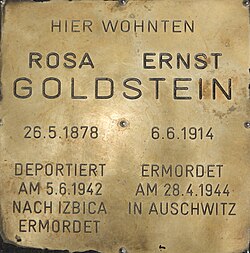 HIER WOHNTEN
ROSA ERNST
GOLDSTEIN
26.5.1878 6.6.1914
DEPORTIERT ERMORDET
AM 5.6.1942 AM 28.4.1944
NACH IZBICA IN AUSCHWITZ
ERMORDET